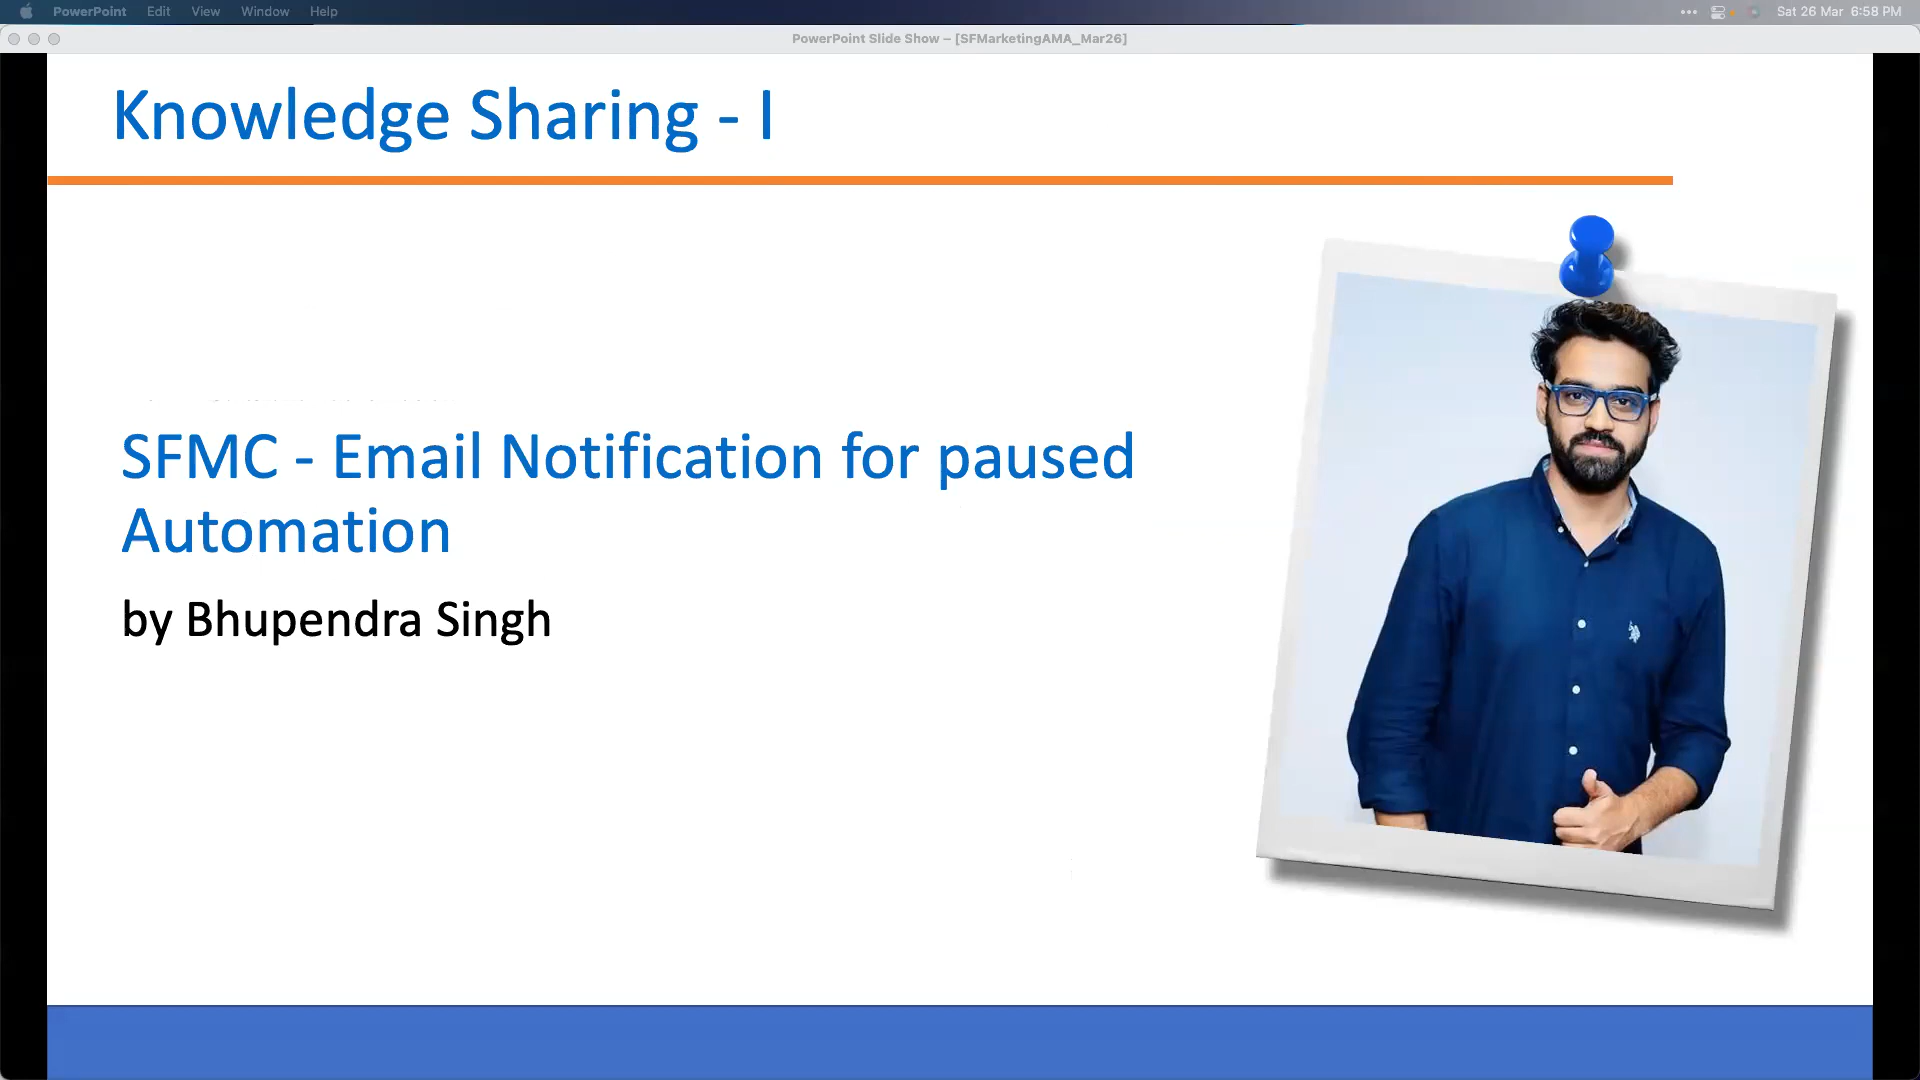 PowerPoint Edit View Window Help
Sat 26 Mar 6:58 PM
PowerPoint Slide Show – [SFMarketingAMA_Mar26]
Knowledge Sharing - I
SFMC - Email Notification for paused
Automation
by Bhupendra Singh